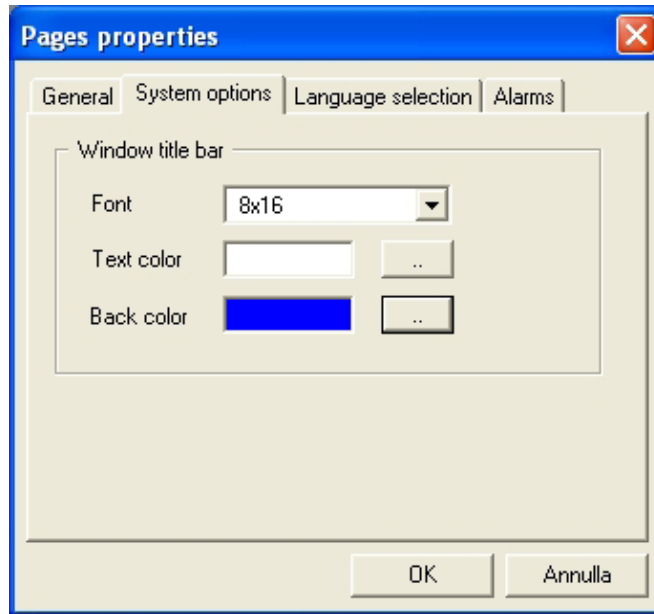 Pages properties
General System options Language selection Alarms
Window title bar
Font 8x16
Text color ..
Back color ..
OK Annulla